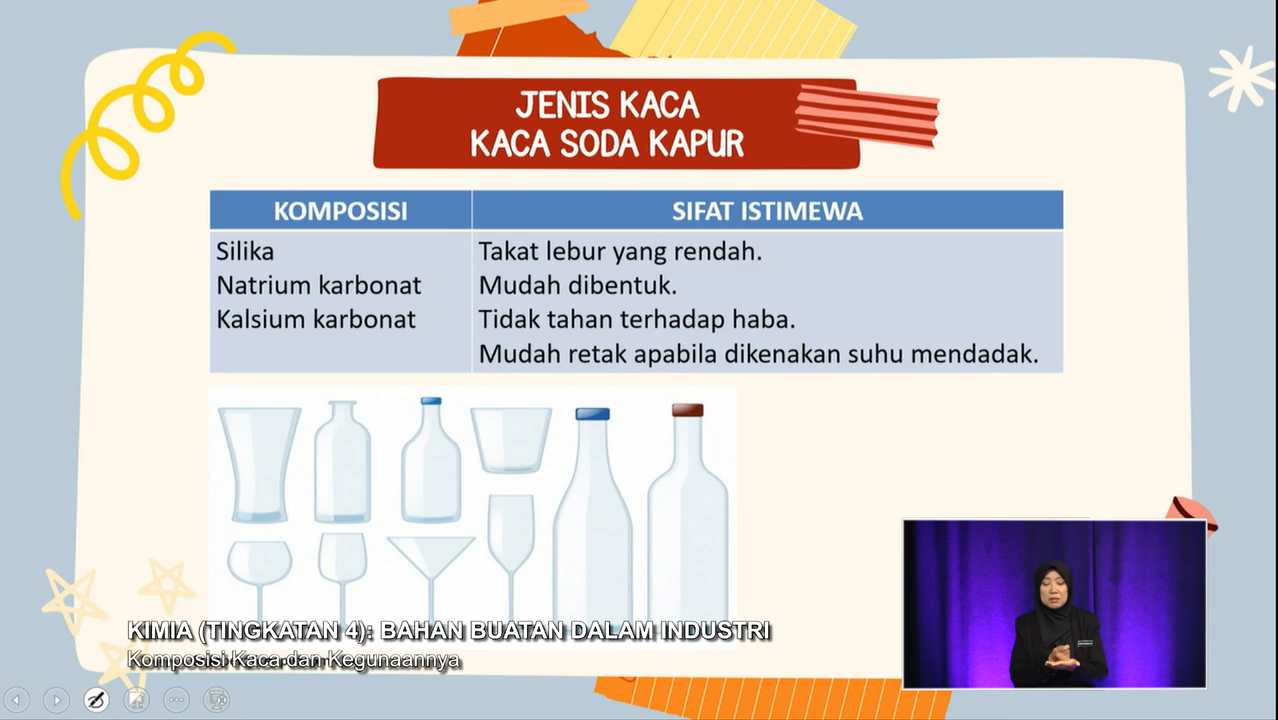 JENIS KACA
KACA SODA KAPUR
KOMPOSISI
SIFAT ISTIMEWA
Silika
Natrium karbonat
Kalsium karbonat
Takat lebur yang rendah.
Mudah dibentuk.
Tidak tahan terhadap haba.
Mudah retak apabila dikenakan suhu mendadak.
KIMIA (TINGKATAN 4): BAHAN BUATAN DALAM INDUSTRI
Komposisi Kaca dan Kegunaannya